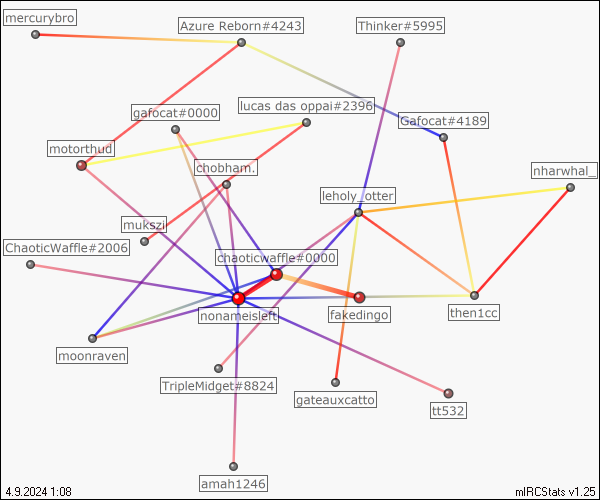 mercurybro
Azure Reborn#4243
Thinker#5995
lucas das oppai#2396
gafocat#0000
Gafocat#4189
motorthud
chobham.
nharwhal_
leholy_otter
mukszi
ChaoticWaffle#2006
chaoticwaffle#0000
nonameisleft
fakedingo
then1cc
moonraven
TripleMidget#8824
gateauxcatto
tt532
amah1246
4.9.2024 1:08
mIRCStats v1.25